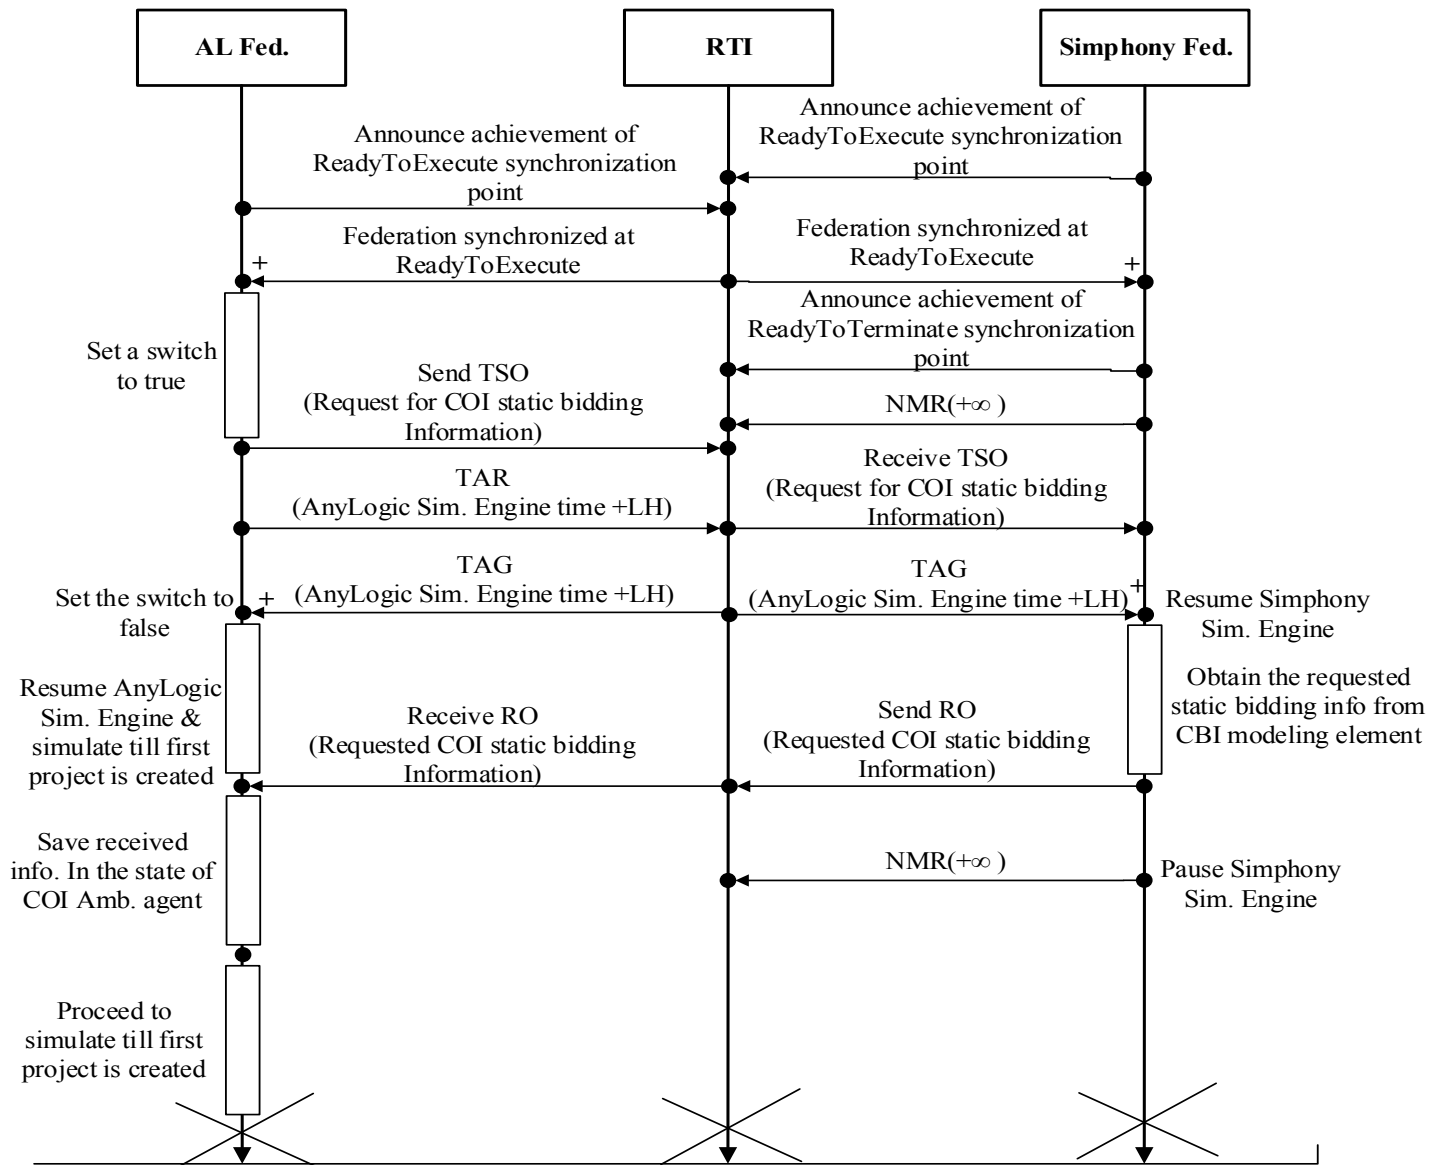 AL Fed.
RTI
Simphony Fed.
Announce achievement of
ReadyToExecute synchronization
point
Announce achievement of
ReadyToExecute synchronization
point
Federation synchronized at
ReadyToExecute
+
Federation synchronized at
ReadyToExecute
+
Set a switch
to true
Announce achievement of
ReadyToTerminate synchronization
point
Send TSO
(Request for COI static bidding
Information)
NMR(+∞ )
TAR
(AnyLogic Sim. Engine time +LH)
Receive TSO
(Request for COI static bidding
Information)
TAG
(AnyLogic Sim. Engine time +LH)
+
TAG
(AnyLogic Sim. Engine time +LH)
+
Set the switch to
false
Resume Simphony
Sim. Engine
Resume AnyLogic
Sim. Engine &
simulate till first
project is created
Obtain the requested
static bidding info from
CBI modeling element
Receive RO
(Requested COI static bidding
Information)
Send RO
(Requested COI static bidding
Information)
Save received
info. In the state of
COI Amb. agent
NMR(+∞ )
Pause Simphony
Sim. Engine
Proceed to
simulate till first
project is created